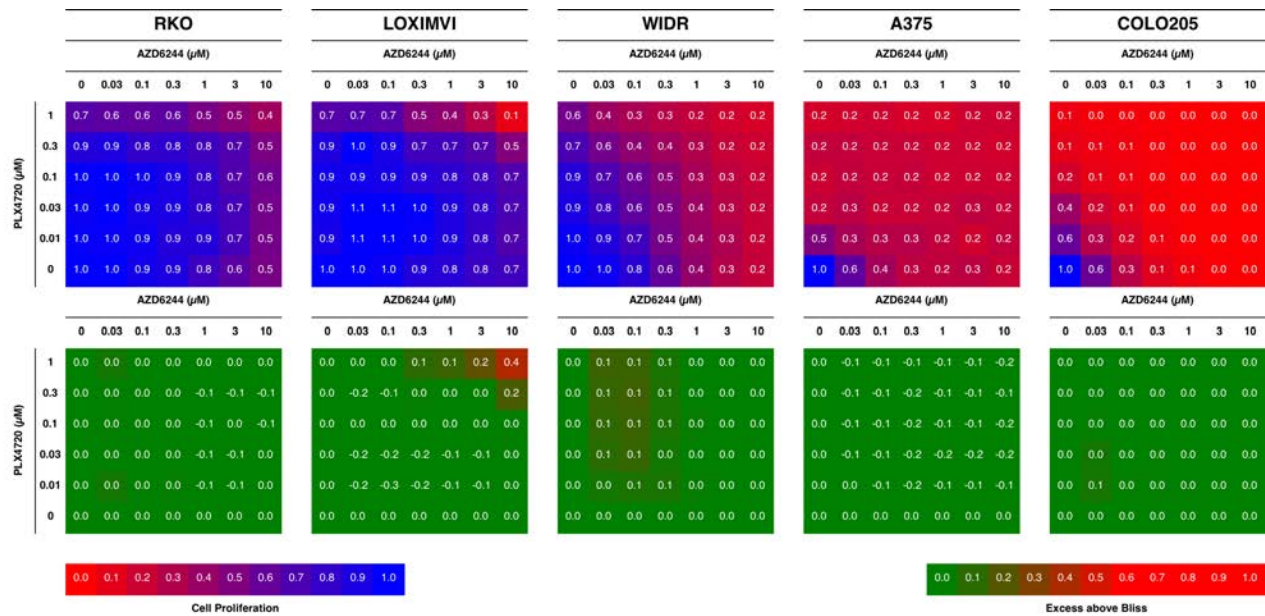 RKO LOXIMVI WIDR A375 COLO205
AZD6244 (µM) AZD6244 (µM) AZD6244 (µM) AZD6244 (µM) AZD6244 (µM)
0 0.03 0.1 0.3 1 3 10 0 0.03 0.1 0.3 1 3 10 0 0.03 0.1 0.3 1 3 10 0 0.03 0.1 0.3 1 3 10 0 0.03 0.1 0.3 1 3 10
PLX4720 (µM)
1 0.7 0.6 0.6 0.6 0.5 0.5 0.4 0.7 0.7 0.7 0.5 0.4 0.3 0.1 0.6 0.4 0.3 0.3 0.2 0.2 0.2 0.2 0.2 0.2 0.2 0.2 0.2 0.2 0.1 0.0 0.0 0.0 0.0 0.0 0.0
0.3 0.9 0.9 0.8 0.8 0.8 0.7 0.5 0.9 1.0 0.9 0.7 0.7 0.7 0.5 0.7 0.6 0.4 0.4 0.3 0.2 0.2 0.2 0.2 0.2 0.2 0.2 0.2 0.2 0.1 0.1 0.1 0.0 0.0 0.0 0.0
0.1 1.0 1.0 1.0 0.9 0.8 0.7 0.6 0.9 0.9 0.9 0.9 0.8 0.8 0.7 0.9 0.7 0.6 0.5 0.3 0.3 0.2 0.2 0.2 0.2 0.2 0.2 0.2 0.2 0.2 0.1 0.1 0.0 0.0 0.0 0.0
0.03 1.0 1.0 0.9 0.9 0.8 0.7 0.5 0.9 1.1 1.1 1.0 0.9 0.8 0.7 0.9 0.8 0.6 0.5 0.4 0.3 0.2 0.2 0.3 0.2 0.2 0.2 0.3 0.2 0.4 0.2 0.1 0.0 0.0 0.0 0.0
0.01 1.0 1.0 0.9 0.9 0.9 0.7 0.5 0.9 1.1 1.1 1.0 0.9 0.8 0.7 1.0 0.9 0.7 0.5 0.4 0.3 0.2 0.5 0.3 0.3 0.3 0.2 0.3 0.2 0.6 0.3 0.2 0.1 0.0 0.0 0.0
0 1.0 1.0 0.9 0.9 0.8 0.6 0.5 1.0 1.0 1.0 0.9 0.8 0.8 0.7 1.0 1.0 0.8 0.6 0.4 0.3 0.2 1.0 0.6 0.4 0.3 0.2 0.3 0.2 1.0 0.6 0.3 0.1 0.1 0.0 0.0
AZD6244 (µM) AZD6244 (µM) AZD6244 (µM) AZD6244 (µM) AZD6244 (µM)
0 0.03 0.1 0.3 1 3 10 0 0.03 0.1 0.3 1 3 10 0 0.03 0.1 0.3 1 3 10 0 0.03 0.1 0.3 1 3 10 0 0.03 0.1 0.3 1 3 10
PLX4720 (µM)
1 0.0 0.0 0.0 0.0 0.0 0.0 0.0 0.0 0.0 0.0 0.1 0.1 0.2 0.4 0.0 0.1 0.1 0.1 0.0 0.0 0.0 0.0 -0.1 -0.1 -0.1 -0.1 -0.1 -0.2 0.0 0.0 0.0 0.0 0.0 0.0 0.0
0.3 0.0 0.0 0.0 0.0 -0.1 -0.1 -0.1 0.0 -0.2 -0.1 0.0 0.0 0.0 0.2 0.0 0.1 0.1 0.1 0.0 0.0 0.0 0.0 -0.1 -0.1 -0.2 -0.1 -0.1 -0.2 0.0 0.0 0.0 0.0 0.0 0.0 0.0
0.1 0.0 0.0 0.0 0.0 -0.1 0.0 -0.1 0.0 0.0 0.0 0.0 0.0 0.0 0.0 0.0 0.1 0.1 0.1 0.0 0.0 0.0 0.0 -0.1 -0.1 -0.2 -0.1 -0.1 -0.2 0.0 0.0 0.0 0.0 0.0 0.0 0.0
0.03 0.0 0.0 0.0 0.0 -0.1 -0.1 0.0 0.0 -0.2 -0.2 -0.2 -0.1 -0.1 0.0 0.0 0.1 0.1 0.0 0.0 0.0 0.0 0.0 -0.1 -0.1 -0.2 -0.2 -0.2 -0.2 0.0 0.0 0.0 0.0 0.0 0.0 0.0
0.01 0.0 0.0 0.0 0.0 -0.1 -0.1 0.0 0.0 -0.2 -0.3 -0.2 -0.1 -0.1 0.0 0.0 0.0 0.1 0.1 0.0 0.0 0.0 0.0 0.0 -0.1 -0.2 -0.1 -0.1 -0.1 0.0 0.1 0.0 0.0 0.0 0.0 0.0
0 0.0 0.0 0.0 0.0 0.0 0.0 0.0 0.0 0.0 0.0 0.0 0.0 0.0 0.0 0.0 0.0 0.0 0.0 0.0 0.0 0.0 0.0 0.0 0.0 0.0 0.0 0.0 0.0 0.0 0.0 0.0 0.0 0.0 0.0 0.0
0.0 0.1 0.2 0.3 0.4 0.5 0.6 0.7 0.8 0.9 1.0 0.0 0.1 0.2 0.3 0.4 0.5 0.6 0.7 0.8 0.9 1.0
Cell Proliferation Excess above Bliss